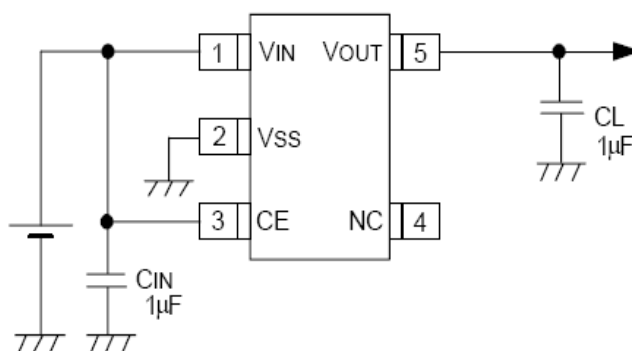 1 VIN VOUT 5
CL
1μF
2 VSS
3 CE NC 4
CIN
1μF